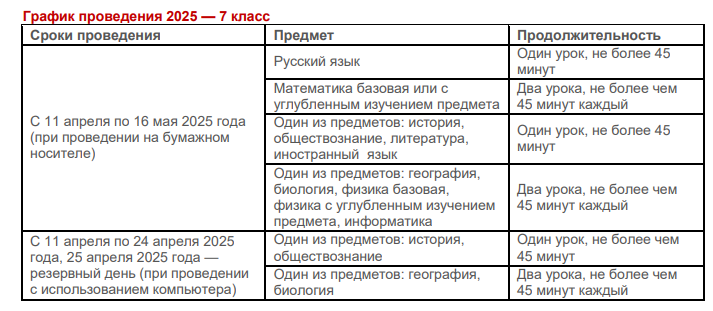 График проведения 2025 — 7 класс
Сроки проведения
Предмет
Продолжительность
С 11 апреля по 16 мая 2025 года
(при проведении на бумажном
носителе)
Русский язык
Один урок, не более 45
минут
Математика базовая или с
углубленным изучением предмета
Два урока, не более чем
45 минут каждый
Один из предметов: история,
обществознание, литература,
иностранный язык
Один урок, не более 45
минут
Один из предметов: география,
биология, физика базовая,
физика с углубленным изучением
предмета, информатика
Два урока, не более чем
45 минут каждый
С 11 апреля по 24 апреля 2025
года, 25 апреля 2025 года —
резервный день (при проведении
с использованием компьютера)
Один из предметов: история,
обществознание
Один урок, не более чем
45 минут
Один из предметов: география,
биология
Два урока, не более чем
45 минут каждый